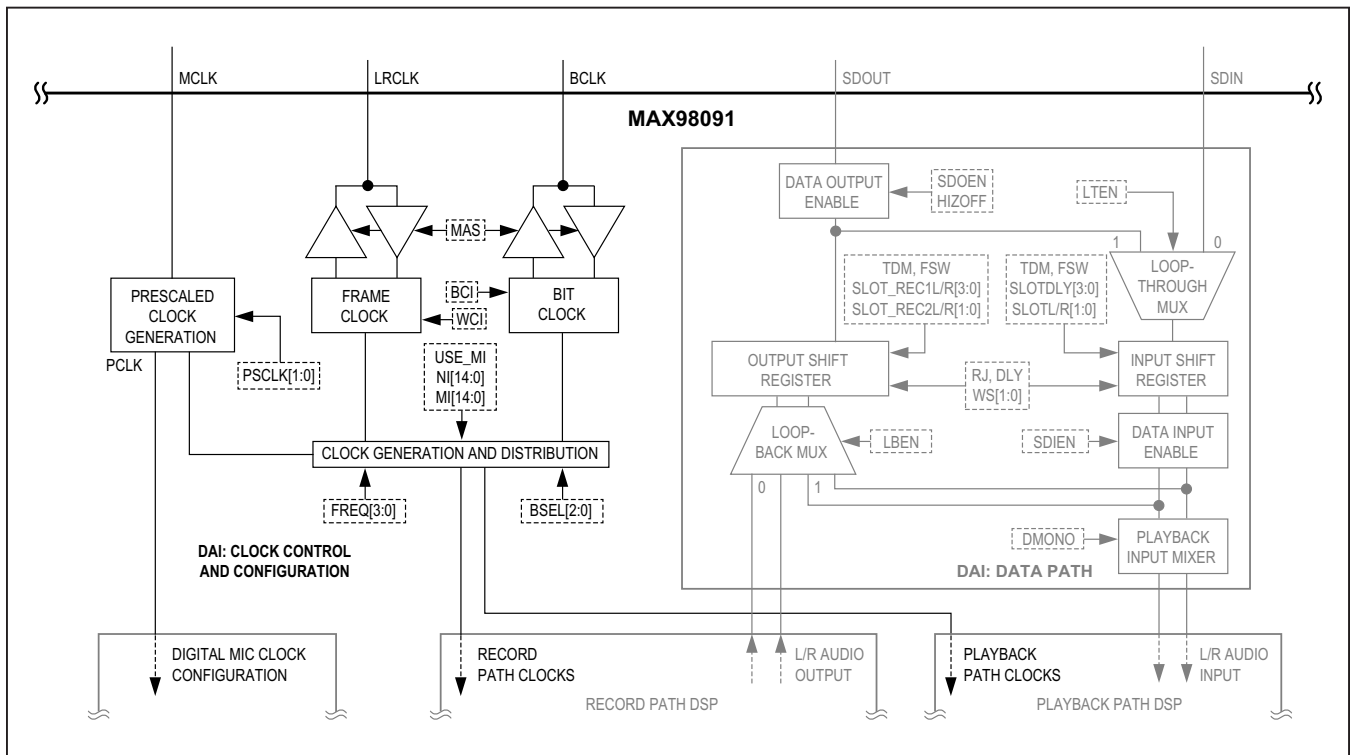 MCLK
LRCLK
BCLK
SDOUT
SDIN
MAX98091
DATA OUTPUT
ENABLE
SDOEN
HIZOFF
LTEN
MAS
1
0
LOOP-
THROUGH
MUX
TDM, FSW
SLOT_REC1L/R[3:0]
SLOT_REC2L/R[1:0]
TDM, FSW
SLOTDLY[3:0]
SLOTL/R[1:0]
PRESCALED
CLOCK
GENERATION
FRAME
CLOCK
BCI
WCI
BIT
CLOCK
PCLK
PSCLK[1:0]
USE_MI
NI[14:0]
MI[14:0]
OUTPUT SHIFT
REGISTER
RJ, DLY
WS[1:0]
INPUT SHIFT
REGISTER
CLOCK GENERATION AND DISTRIBUTION
LOOP-
BACK MUX
LBEN
SDIEN
DATA INPUT
ENABLE
0
1
FREQ[3:0]
BSEL[2:0]
DAI: CLOCK CONTROL
AND CONFIGURATION
DMONO
PLAYBACK
INPUT MIXER
DAI: DATA PATH
DIGITAL MIC CLOCK
CONFIGURATION
RECORD
PATH CLOCKS
L/R AUDIO
OUTPUT
RECORD PATH DSP
PLAYBACK
PATH CLOCKS
L/R AUDIO
INPUT
PLAYBACK PATH DSP